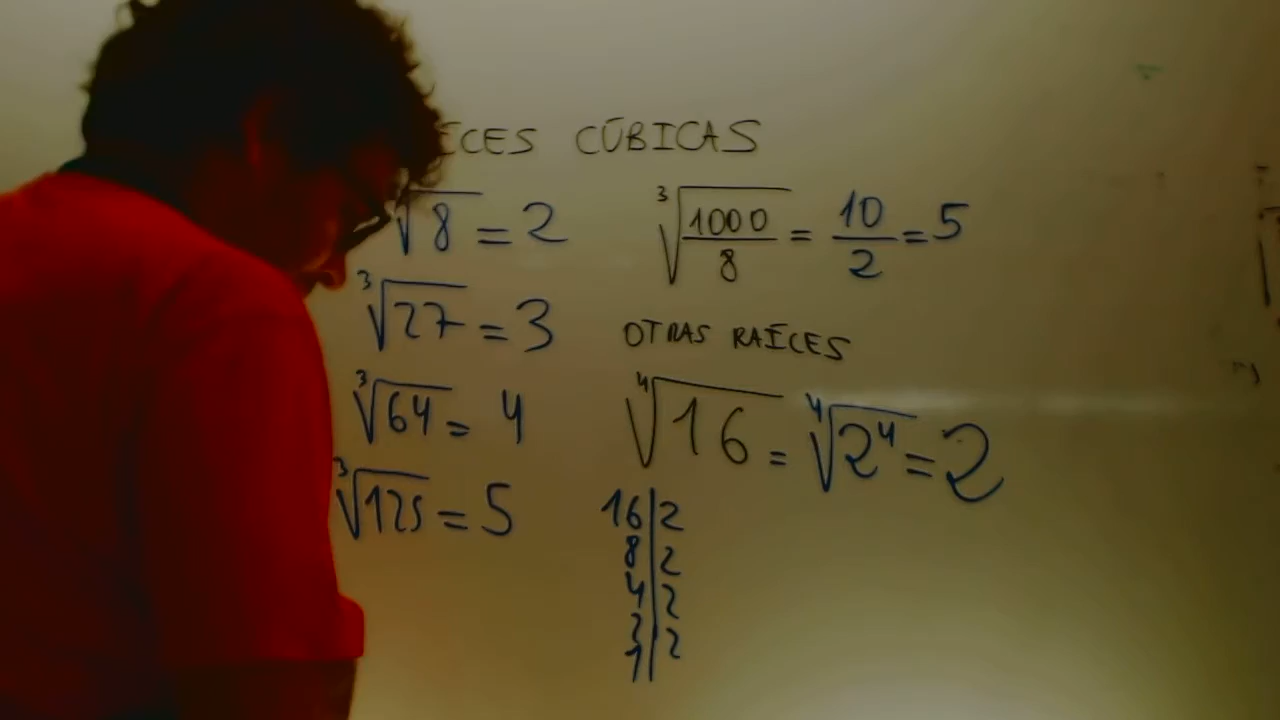 ÍCES CÚBICAS
√8 = 2
∛27 = 3
∛64 = 4
∛125 = 5
∛(1000/8) = 10/2 = 5
OTRAS RAÍCES
∜16 = ∜2⁴ = 2
16|2
8|2
4|2
2|2
1|